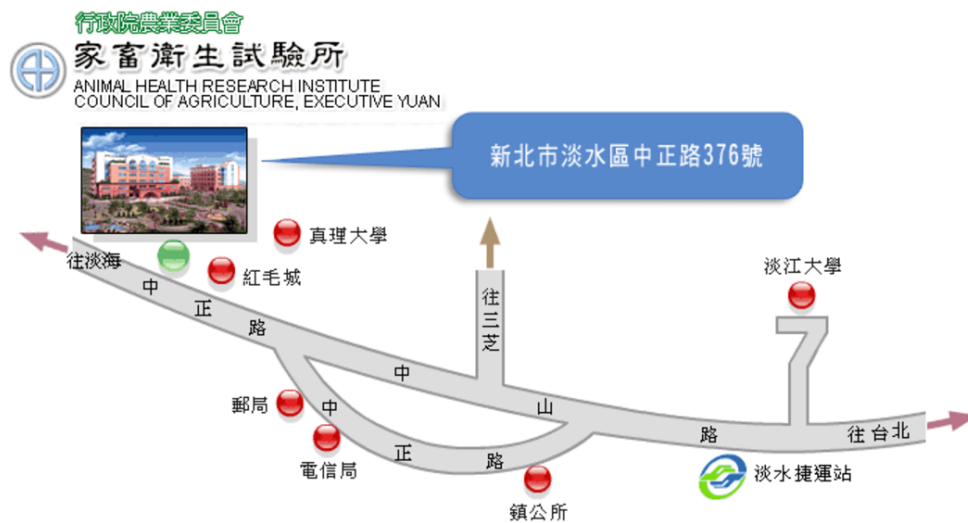 行政院農業委員會
家畜衛生試驗所
ANIMAL HEALTH RESEARCH INSTITUTE
COUNCIL OF AGRICULTURE, EXECUTIVE YUAN
新北市淡水區中正路376號
真理大學
往淡海
紅毛城
中正路
往三芝
淡江大學
中山路
往台北
郵局
中正路
電信局
鎮公所
淡水捷運站